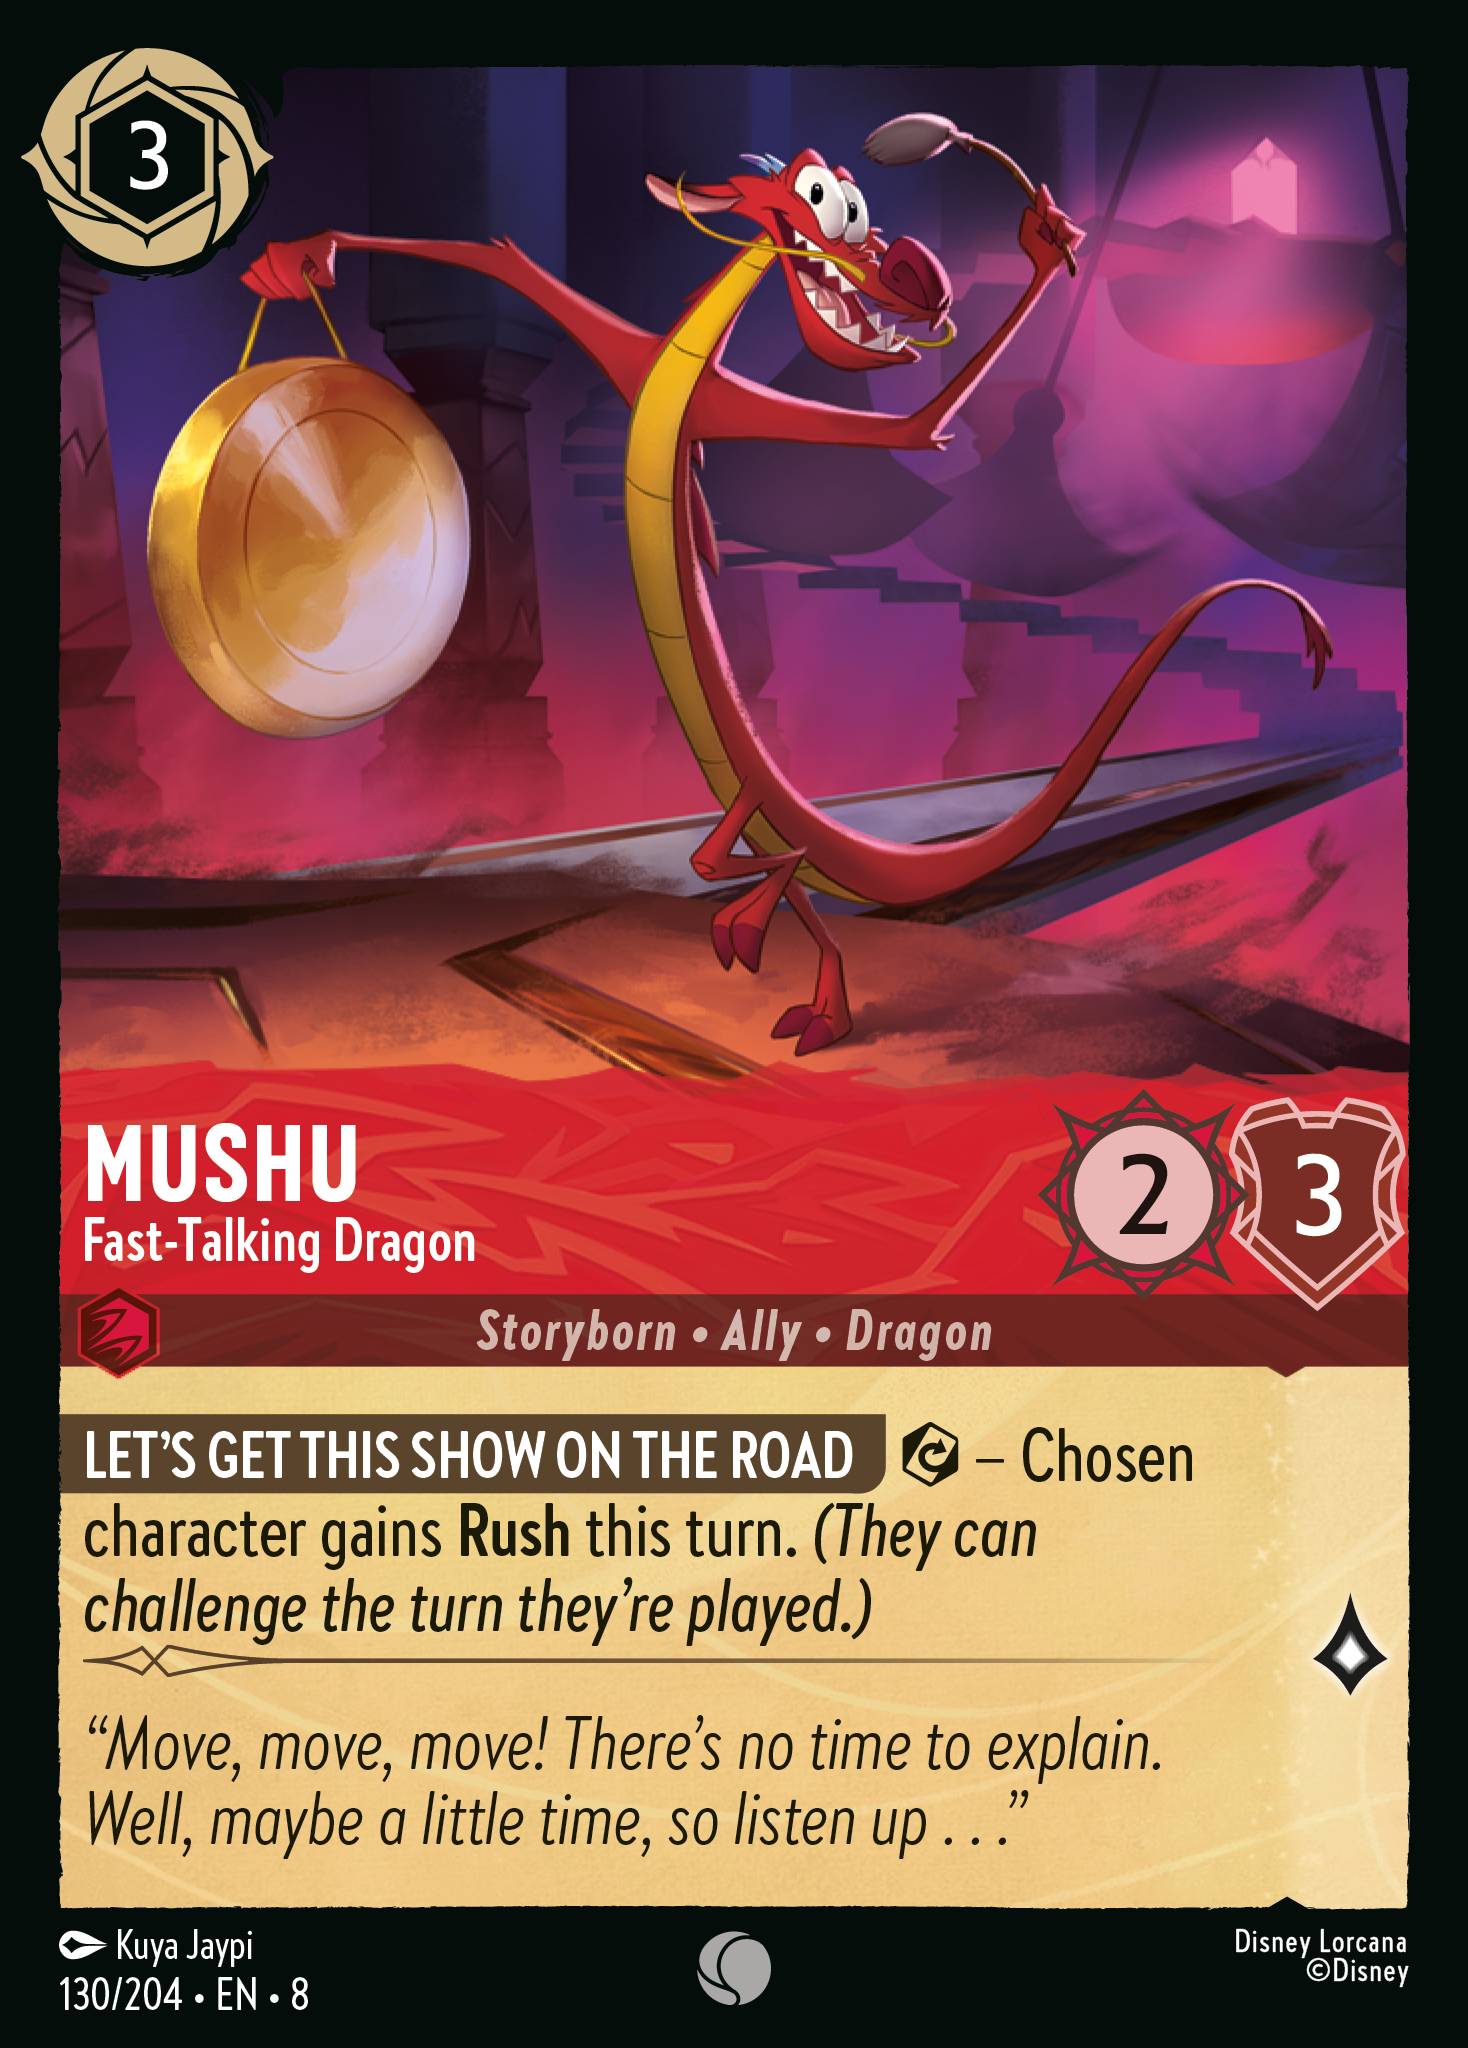 3
MUSHU
Fast-Talking Dragon
2
3
Storyborn • Ally • Dragon
LET'S GET THIS SHOW ON THE ROAD – Chosen
character gains Rush this turn. (They can
challenge the turn they're played.)
“Move, move, move! There's no time to explain.
Well, maybe a little time, so listen up . . .”
Kuya Jaypi
130/204 • EN • 8
Disney Lorcana
©Disney